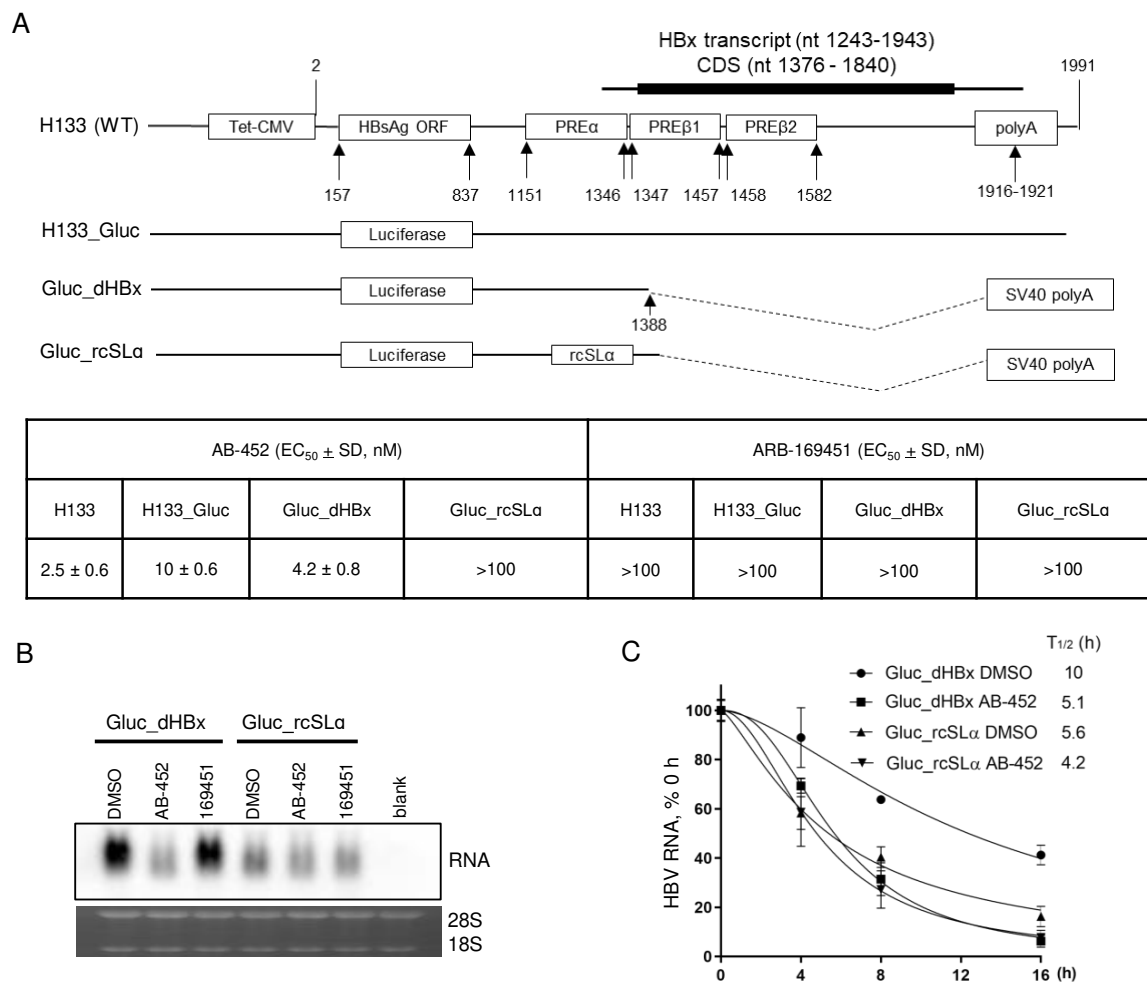 A
HBx transcript (nt 1243-1943)
CDS (nt 1376 - 1840)
2
1991
H133 (WT)
Tet-CMV
HBsAg ORF
PREα
PREβ1
PREβ2
polyA
157
837
1151
1346
1347
1457
1458
1582
1916-1921
H133_Gluc
Luciferase
Gluc_dHBx
Luciferase
SV40 polyA
1388
Gluc_rcSLα
Luciferase
rcSLα
SV40 polyA
AB-452 (EC50 ± SD, nM)
ARB-169451 (EC50 ± SD, nM)
H133
H133_Gluc
Gluc_dHBx
Gluc_rcSLα
H133
H133_Gluc
Gluc_dHBx
Gluc_rcSLα
2.5 ± 0.6
10 ± 0.6
4.2 ± 0.8
>100
>100
>100
>100
>100
B
Gluc_dHBx
Gluc_rcSLα
DMSO
AB-452
169451
DMSO
AB-452
169451
blank
RNA
28S
18S
C
T1/2 (h)
Gluc_dHBx DMSO 10
Gluc_dHBx AB-452 5.1
Gluc_rcSLα DMSO 5.6
Gluc_rcSLα AB-452 4.2
HBV RNA, % 0 h
100
80
60
40
20
0
0 4 8 12 16 (h)